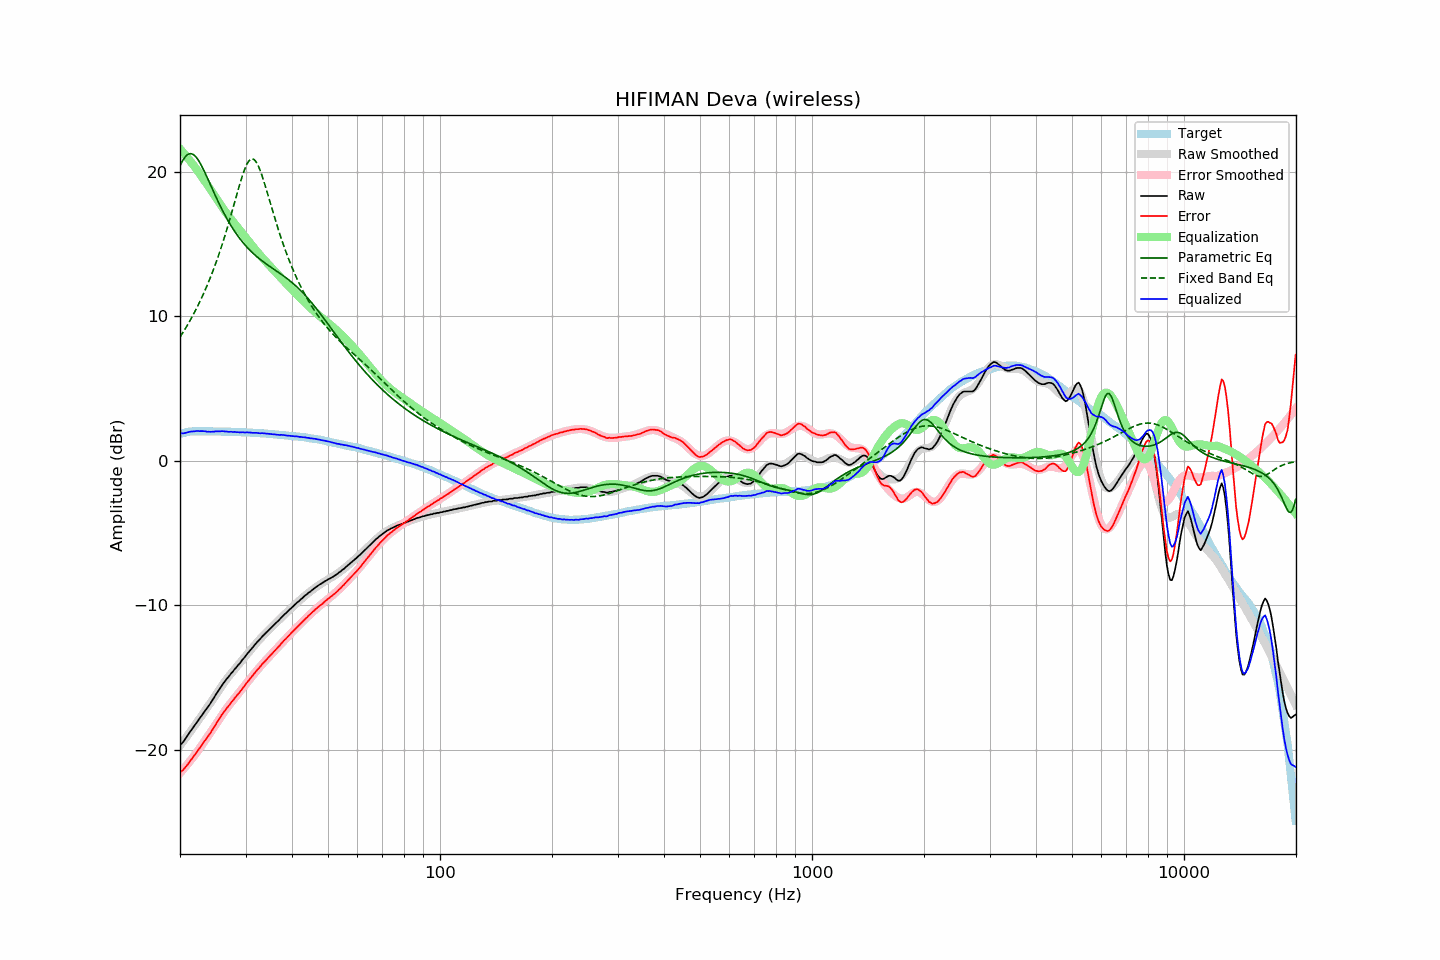 HIFIMAN Deva (wireless)
Target
Raw Smoothed
Error Smoothed
Raw
Error
Equalization
Parametric Eq
Fixed Band Eq
Equalized
20
10
0
−10
−20
Amplitude (dBr)
100
1000
10000
Frequency (Hz)